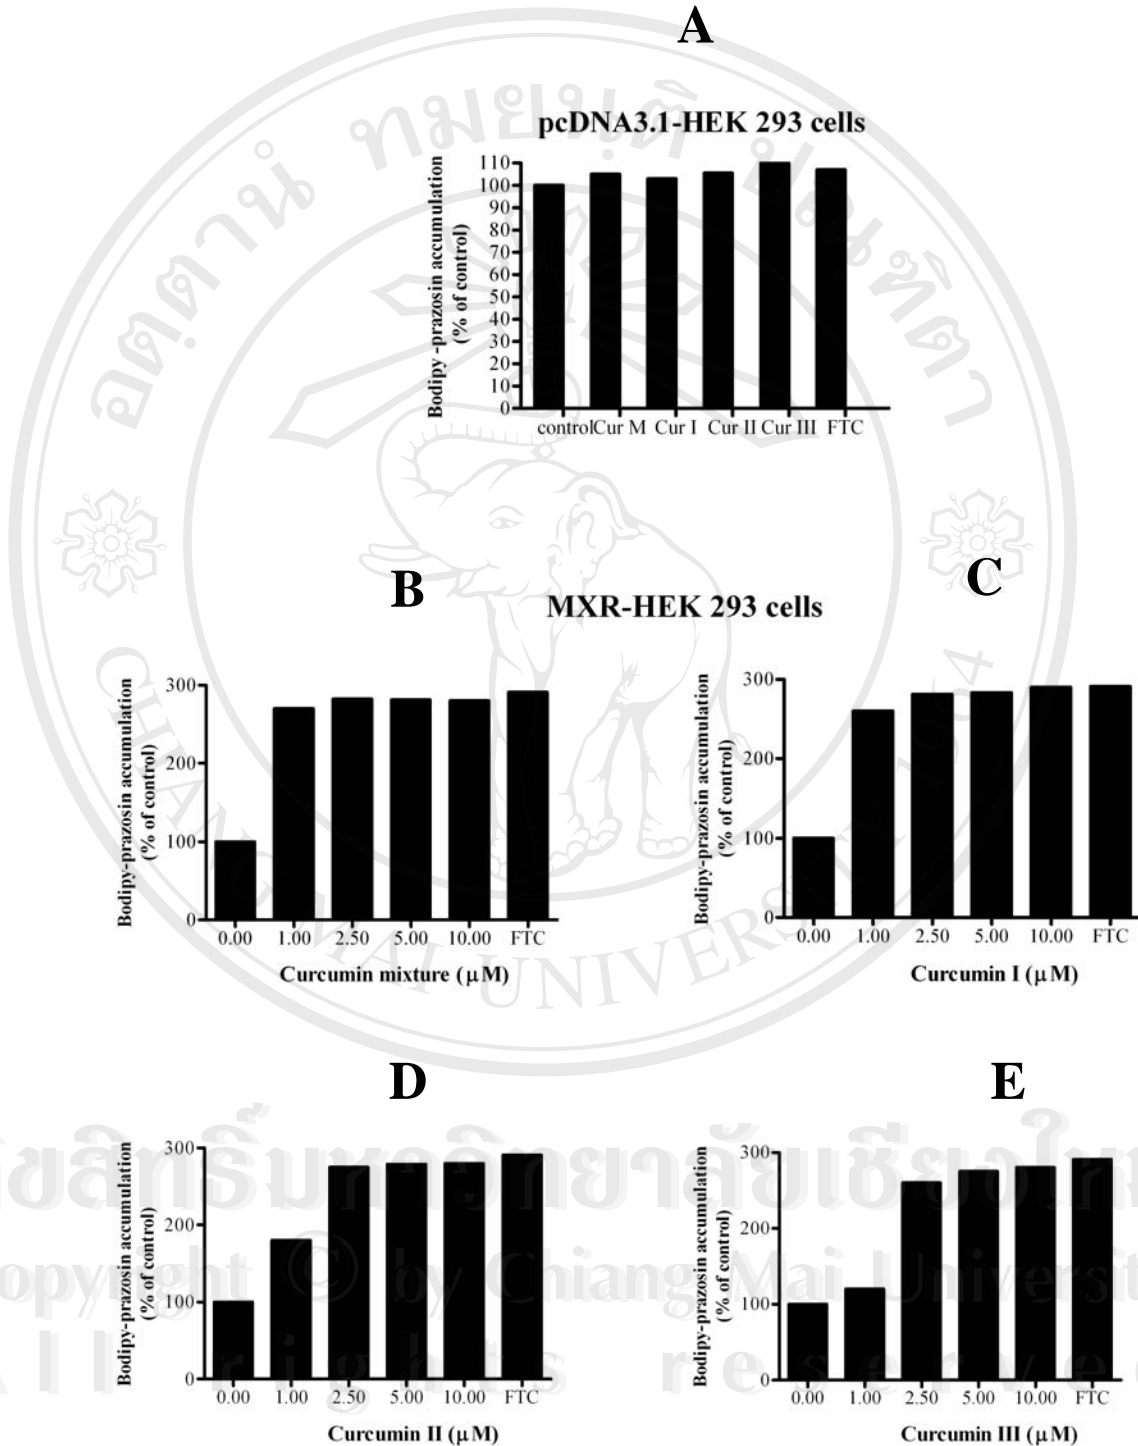 A
pcDNA3.1-HEK 293 cells
Bodipy -prazosin accumulation
(% of control)
110
100
90
80
70
60
50
40
30
20
10
0
control Cur M Cur I Cur II Cur III FTC
B
C
MXR-HEK 293 cells
Bodipy-prazosin accumulation
(% of control)
300
200
100
0
0.00 1.00 2.50 5.00 10.00 FTC
Curcumin mixture (μM)
Bodipy-prazosin accumulation
(% of control)
300
200
100
0
0.00 1.00 2.50 5.00 10.00 FTC
Curcumin I (μM)
D
E
Bodipy-prazosin accumulation
(% of control)
300
200
100
0
0.00 1.00 2.50 5.00 10.00 FTC
Curcumin II (μM)
Bodipy-prazosin accumulation
(% of control)
300
200
100
0
0.00 1.00 2.50 5.00 10.00 FTC
Curcumin III (μM)
CHIANG MAI UNIVERSITY 1964
© by Chiang Mai
rights